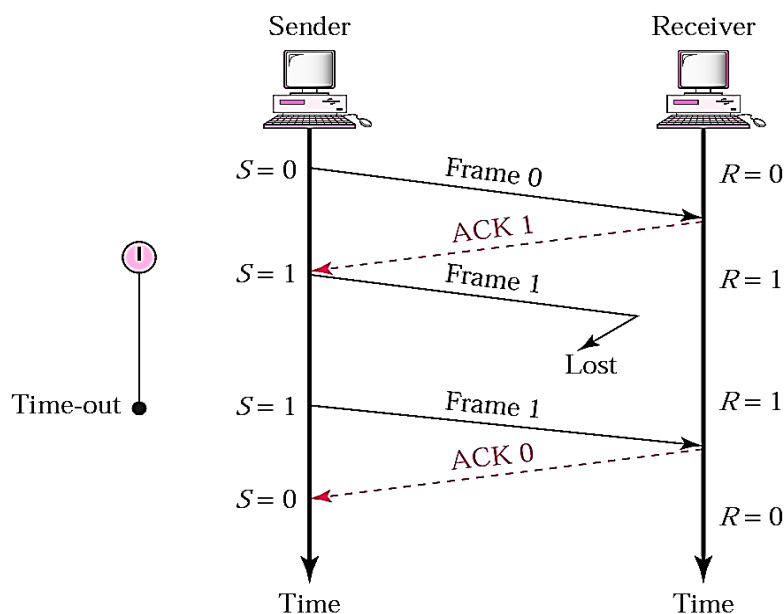 Sender
Receiver
S = 0
Frame 0
R = 0
ACK 1
S = 1
Frame 1
R = 1
Lost
Time-out
S = 1
Frame 1
R = 1
ACK 0
S = 0
R = 0
Time
Time